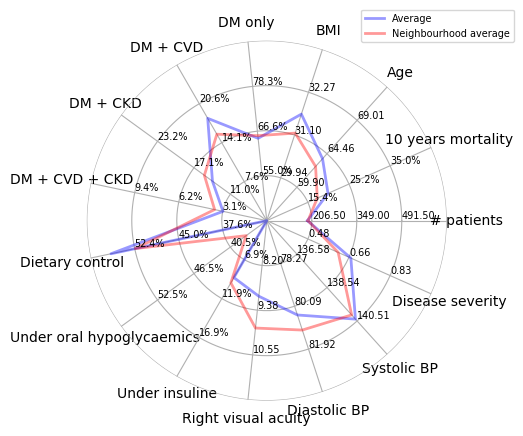 Average
Neighbourhood average
DM only
BMI
Age
10 years mortality
# patients
Disease severity
Systolic BP
Diastolic BP
Right visual acuity
Under insuline
Under oral hypoglycaemics
Dietary control
DM + CVD + CKD
DM + CKD
DM + CVD
78.3%
66.6%
55.0%
32.27
31.10
29.94
69.01
64.46
59.90
35.0%
25.2%
15.4%
206.50
349.00
491.50
0.48
0.66
0.83
136.58
138.54
140.51
78.27
80.09
81.92
8.20
9.38
10.55
6.9%
11.9%
16.9%
40.5%
46.5%
52.5%
37.6%
45.0%
52.4%
3.1%
6.2%
9.4%
11.0%
17.1%
23.2%
7.6%
14.1%
20.6%